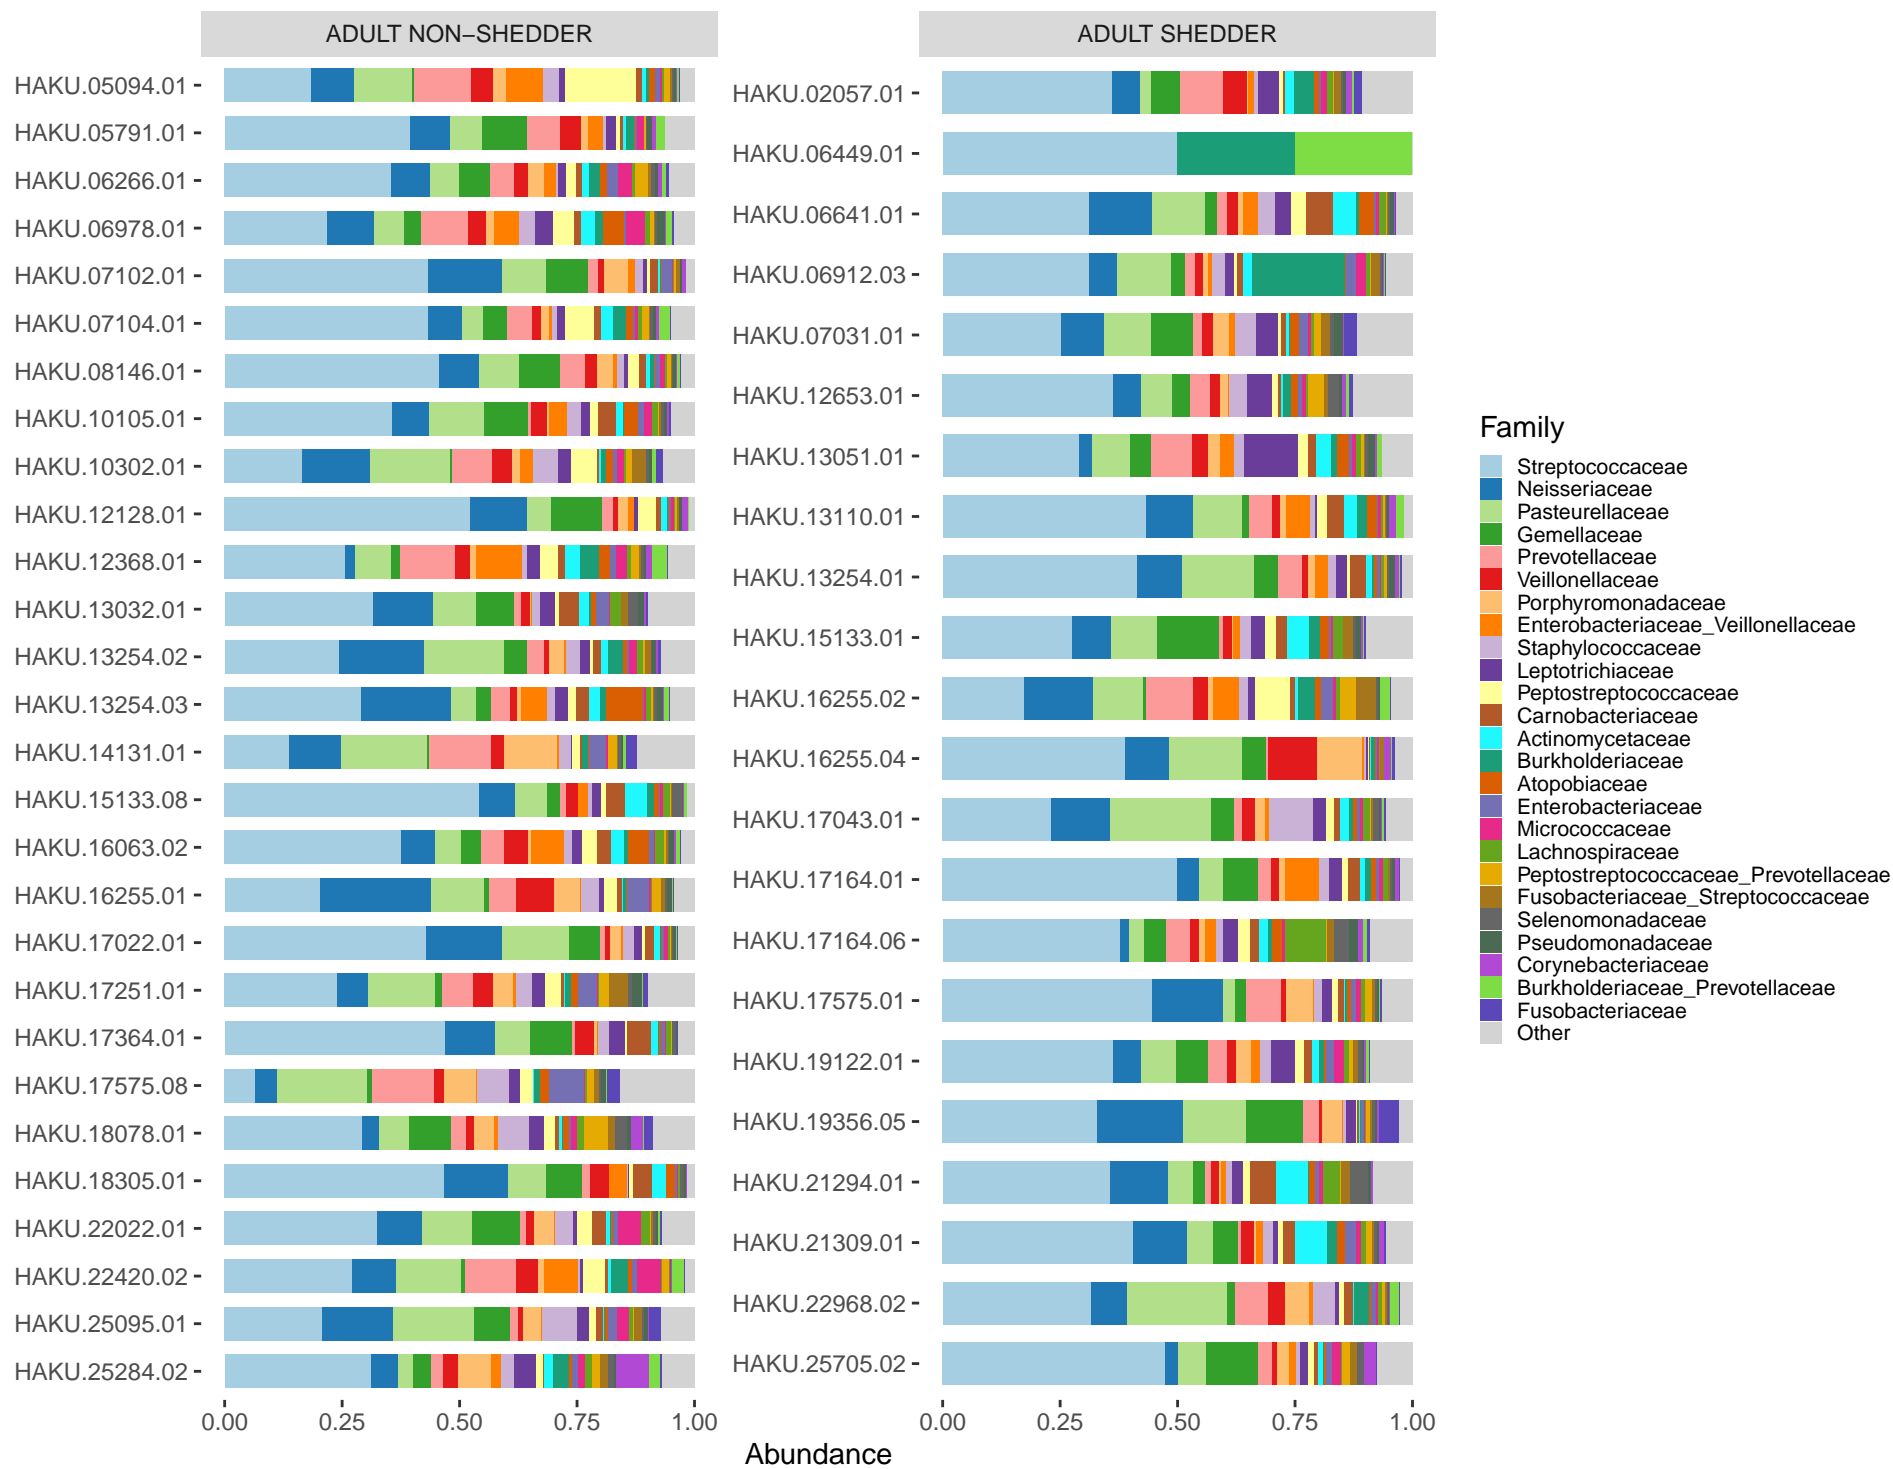 ADULT NON−SHEDDER
HAKU.05094.01
HAKU.05791.01
HAKU.06266.01
HAKU.06978.01
HAKU.07102.01
HAKU.07104.01
HAKU.08146.01
HAKU.10105.01
HAKU.10302.01
HAKU.12128.01
HAKU.12368.01
HAKU.13032.01
HAKU.13254.02
HAKU.13254.03
HAKU.14131.01
HAKU.15133.08
HAKU.16063.02
HAKU.16255.01
HAKU.17022.01
HAKU.17251.01
HAKU.17364.01
HAKU.17575.08
HAKU.18078.01
HAKU.18305.01
HAKU.22022.01
HAKU.22420.02
HAKU.25095.01
HAKU.25284.02
0.00 0.25 0.50 0.75 1.00
ADULT SHEDDER
HAKU.02057.01
HAKU.06449.01
HAKU.06641.01
HAKU.06912.03
HAKU.07031.01
HAKU.12653.01
HAKU.13051.01
HAKU.13110.01
HAKU.13254.01
HAKU.15133.01
HAKU.16255.02
HAKU.16255.04
HAKU.17043.01
HAKU.17164.01
HAKU.17164.06
HAKU.17575.01
HAKU.19122.01
HAKU.19356.05
HAKU.21294.01
HAKU.21309.01
HAKU.22968.02
HAKU.25705.02
0.00 0.25 0.50 0.75 1.00
Abundance
Family
Streptococcaceae
Neisseriaceae
Pasteurellaceae
Gemellaceae
Prevotellaceae
Veillonellaceae
Porphyromonadaceae
Enterobacteriaceae_Veillonellaceae
Staphylococcaceae
Leptotrichiaceae
Peptostreptococcaceae
Carnobacteriaceae
Actinomycetaceae
Burkholderiaceae
Atopobiaceae
Enterobacteriaceae
Micrococcaceae
Lachnospiraceae
Peptostreptococcaceae_Prevotellaceae
Fusobacteriaceae_Streptococcaceae
Selenomonadaceae
Pseudomonadaceae
Corynebacteriaceae
Burkholderiaceae_Prevotellaceae
Fusobacteriaceae
Other